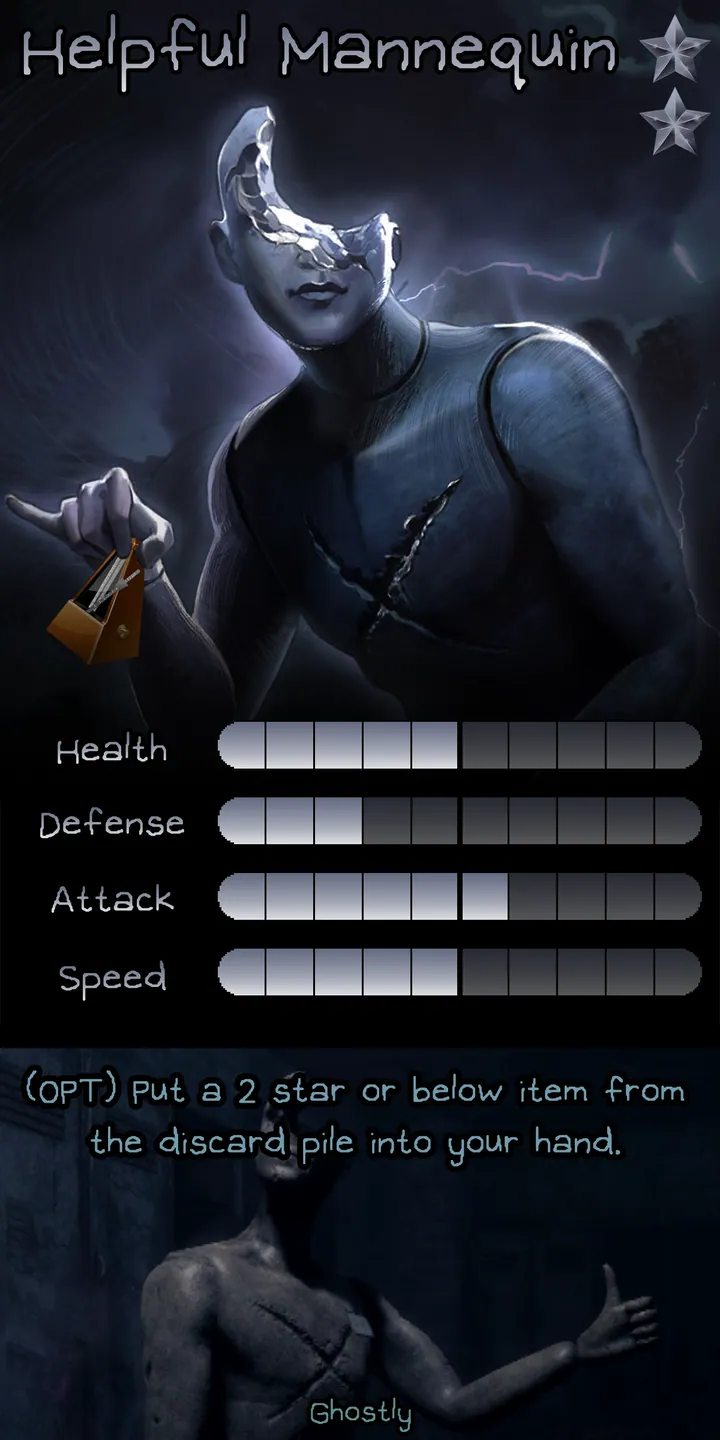 Helpful Mannequin
Health
Defense
Attack
Speed
(OPT) Put a 2 star or below item from
the discard pile into your hand.
Ghostly